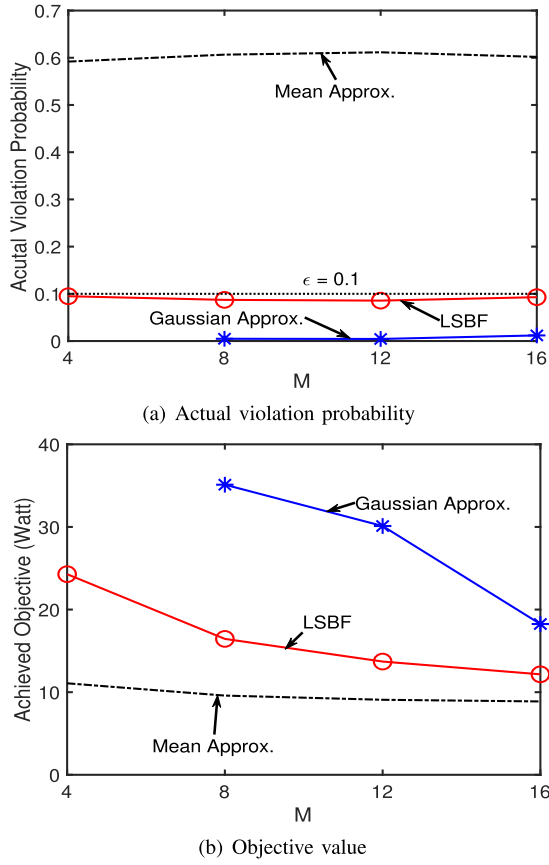 0.7
0.6
0.5
0.4
0.3
0.2
0.1
0
Acutal Violation Probability
Mean Approx.
ϵ = 0.1
Gaussian Approx.
LSBF
4 8 12 16
M
(a) Actual violation probability
40
30
20
10
0
Achieved Objective (Watt)
Gaussian Approx.
LSBF
Mean Approx.
4 8 12 16
M
(b) Objective value